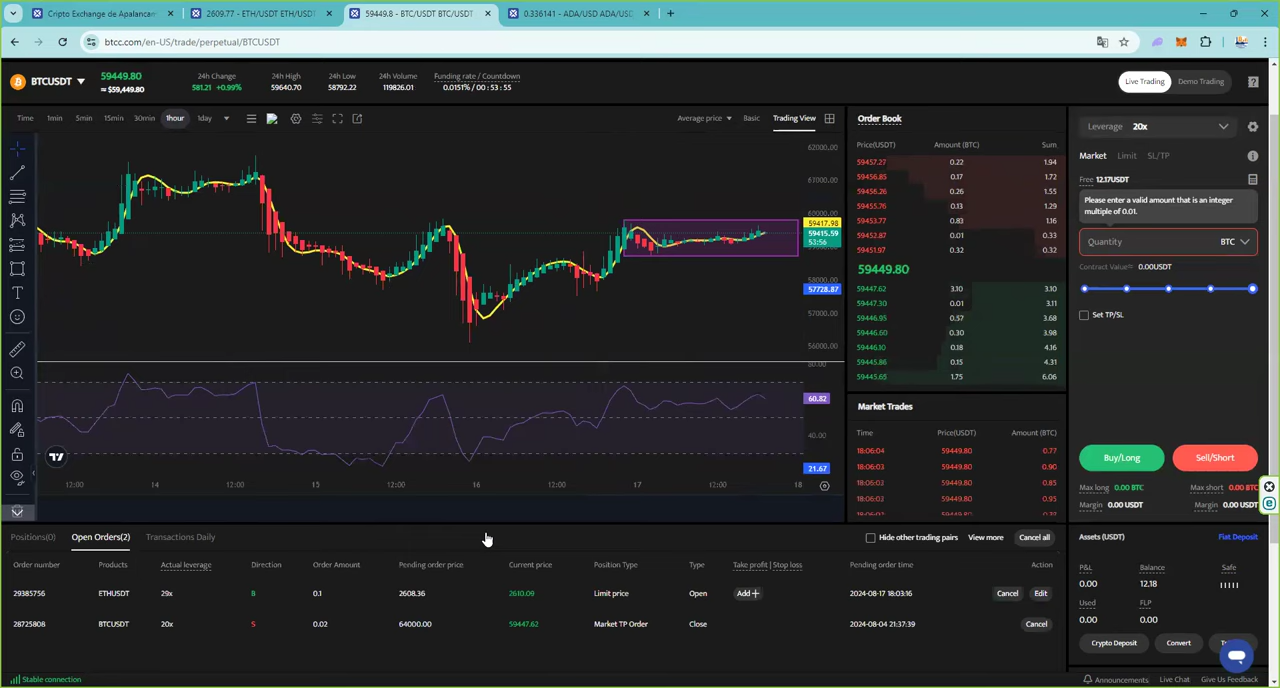 Cripto Exchange de Apalancam
2609.77 - ETH/USDT ETH/USDT
59449.8 - BTC/USDT BTC/USDT
0.336141 - ADA/USD ADA/USD
btcc.com/en-US/trade/perpetual/BTCUSDT
BTCUSDT
59449.80
≈ $59,449.80
24h Change
581.21 +0.99%
24h High
59640.70
24h Low
58792.22
24h Volume
119826.01
Funding rate / Countdown
0.0151% / 00 : 53 : 55
Live Trading
Demo Trading
Time 1min 5min 15min 30min 1hour 1day
Average price Basic Trading View
62000.00
61000.00
60000.00
59417.98
59415.59
53:56
58000.00
57728.87
57000.00
56000.00
80.00
60.82
40.00
21.67
12:00 14 12:00 15 12:00 16 12:00 17 12:00 18
Order Book
Price(USDT) Amount (BTC) Sum
59457.27 0.22 1.94
59456.85 0.17 1.72
59456.26 0.26 1.55
59455.76 0.13 1.29
59453.77 0.83 1.16
59452.87 0.01 0.33
59451.97 0.32 0.32
59449.80
59447.62 3.10 3.10
59447.30 0.01 3.11
59446.95 0.57 3.68
59446.60 0.30 3.98
59446.10 0.18 4.16
59445.86 0.15 4.31
59445.65 1.75 6.06
Market Trades
Time Price(USDT) Amount (BTC)
18:06:04 59449.80 0.77
18:06:03 59449.80 0.90
18:06:03 59449.80 0.85
18:06:03 59449.80 0.95
Leverage 20x
Market Limit SL/TP
Free 12.17USDT
Please enter a valid amount that is an integer
multiple of 0.01.
Quantity BTC
Contract Value≈ 0.00USDT
Set TP/SL
Buy/Long
Sell/Short
Max long 0.00 BTC Max short 0.00 BTC
Margin 0.00 USDT Margin 0.00 USDT
Positions(0) Open Orders(2) Transactions Daily
Hide other trading pairs View more Cancel all
Order number Products Actual leverage Direction Order Amount Pending order price Current price Position Type Type Take profit | Stop loss Pending order time Action
29385756 ETHUSDT 29x B 0.1 2608.36 2610.09 Limit price Open Add+ 2024-08-17 18:03:16 Cancel Edit
28725808 BTCUSDT 20x S 0.02 64000.00 59447.62 Market TP Order Close 2024-08-04 21:37:39 Cancel
Assets (USDT) Fiat Deposit
P&L Balance Safe
0.00 12.18
Used FLP
0.00 0.00
Crypto Deposit Convert
Stable connection
Announcements Live Chat Give Us Feedback